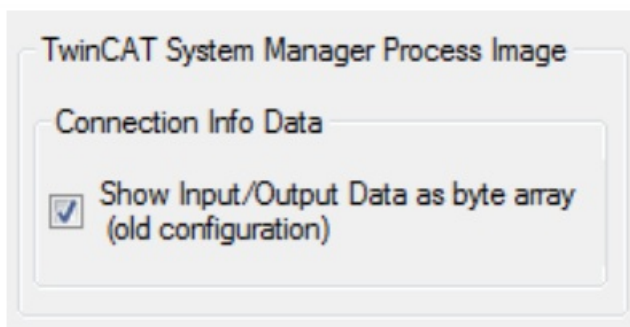 TwinCAT System Manager Process Image
Connection Info Data
Show Input/Output Data as byte array
(old configuration)